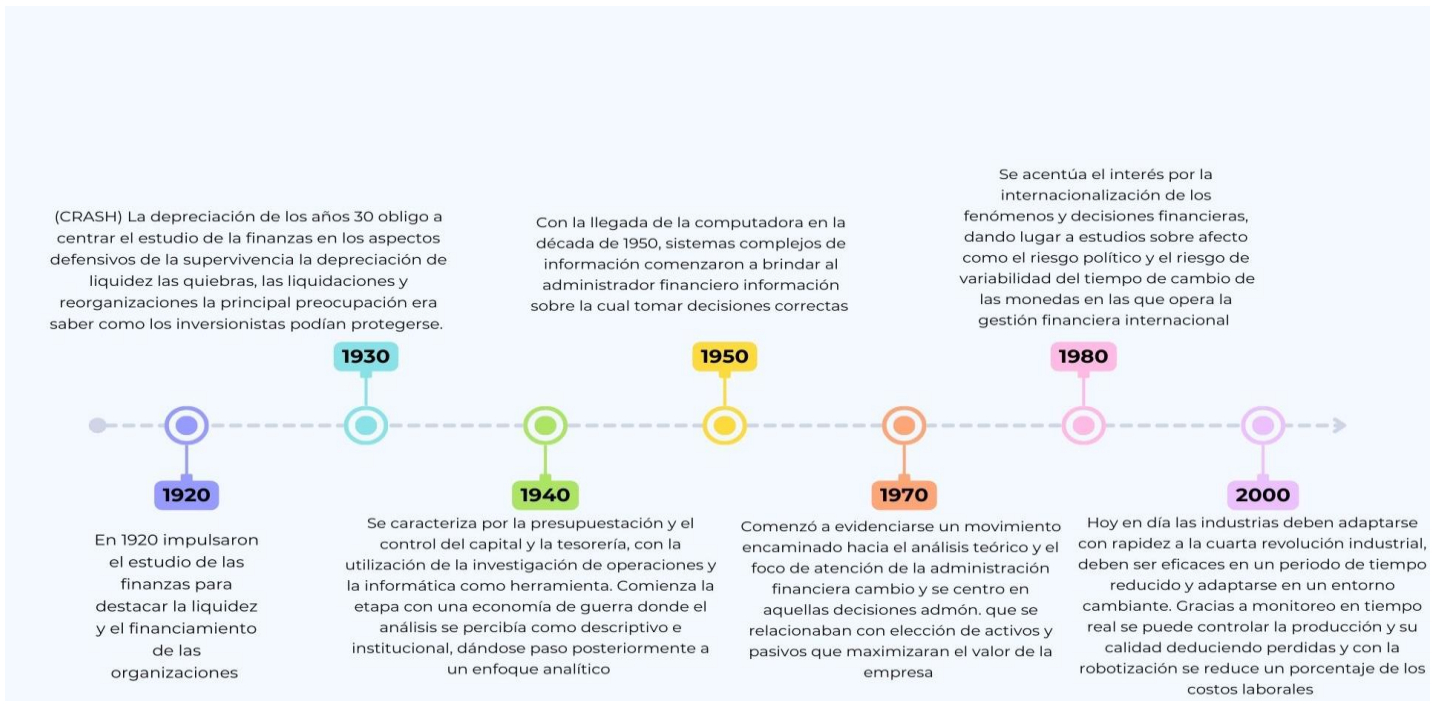 (CRASH) La depreciación de los años 30 obligo a
centrar el estudio de la finanzas en los aspectos
defensivos de la supervivencia la depreciación de
liquidez las quiebras, las liquidaciones y
reorganizaciones la principal preocupación era
saber como los inversionistas podían protegerse.
1930
Con la llegada de la computadora en la
década de 1950, sistemas complejos de
información comenzaron a brindar al
administrador financiero información
sobre la cual tomar decisiones correctas
1950
Se acentúa el interés por la
internacionalización de los
fenómenos y decisiones financieras,
dando lugar a estudios sobre afecto
como el riesgo político y el riesgo de
variabilidad del tiempo de cambio de
las monedas en las que opera la
gestión financiera internacional
1980
1920
En 1920 impulsaron
el estudio de las
finanzas para
destacar la liquidez
y el financiamiento
de las
organizaciones
1940
Se caracteriza por la presupuestación y el
control del capital y la tesorería, con la
utilización de la investigación de operaciones y
la informática como herramienta. Comienza la
etapa con una economía de guerra donde el
análisis se percibía como descriptivo e
institucional, dándose paso posteriormente a
un enfoque analítico
1970
Comenzó a evidenciarse un movimiento
encaminado hacia el análisis teórico y el
foco de atención de la administración
financiera cambio y se centro en
aquellas decisiones admón. que se
relacionaban con elección de activos y
pasivos que maximizaran el valor de la
empresa
2000
Hoy en día las industrias deben adaptarse
con rapidez a la cuarta revolución industrial,
deben ser eficaces en un periodo de tiempo
reducido y adaptarse en un entorno
cambiante. Gracias a monitoreo en tiempo
real se puede controlar la producción y su
calidad deduciendo perdidas y con la
robotización se reduce un porcentaje de los
costos laborales